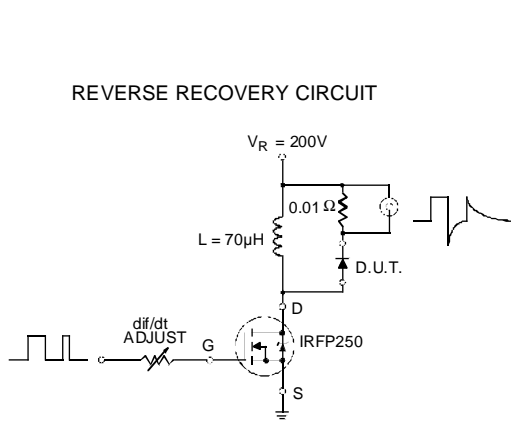 REVERSE RECOVERY CIRCUIT
VR = 200V
0.01 Ω
L = 70µH
D.U.T.
D
dif/dt
ADJUST
G
IRFP250
S